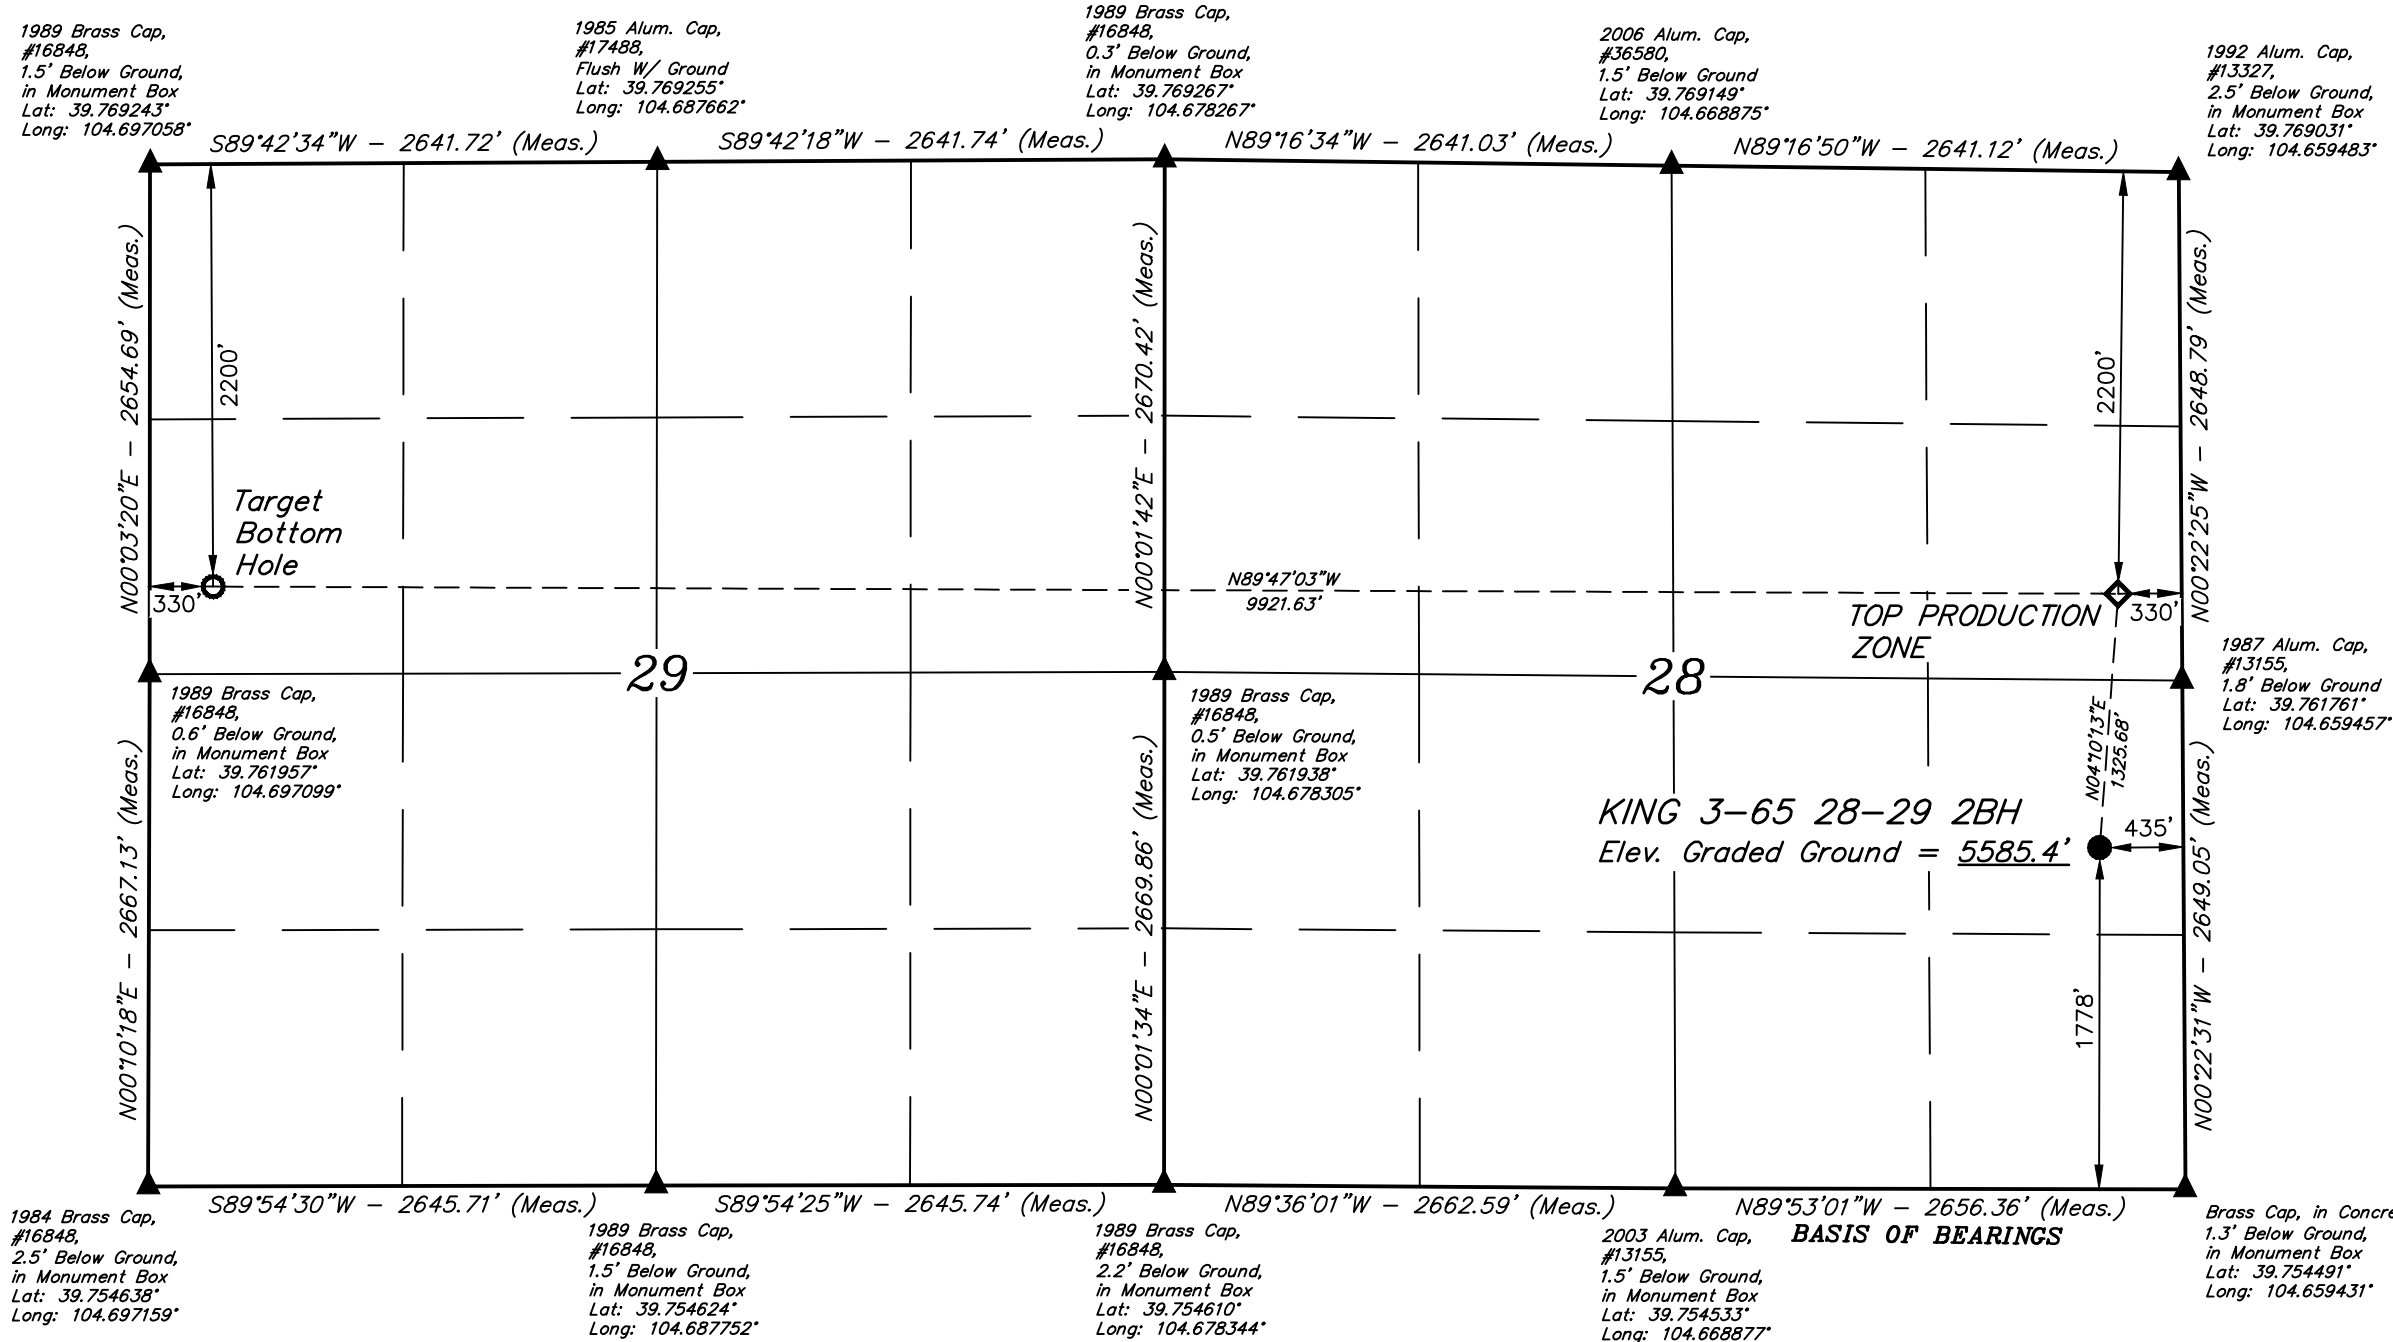 1989 Brass Cap,
#16848,
1.5' Below Ground,
in Monument Box
Lat: 39.769243°
Long: 104.697058°
1985 Alum. Cap,
#17488,
Flush W/ Ground
Lat: 39.769255°
Long: 104.687662°
1989 Brass Cap,
#16848,
0.3' Below Ground,
in Monument Box
Lat: 39.769267°
Long: 104.678267°
2006 Alum. Cap,
#36580,
1.5' Below Ground
Lat: 39.769149°
Long: 104.668875°
1992 Alum. Cap,
#13327,
2.5' Below Ground,
in Monument Box
Lat: 39.769031°
Long: 104.659483°
S89°42'34"W - 2641.72' (Meas.)
S89°42'18"W - 2641.74' (Meas.)
N89°16'34"W - 2641.03' (Meas.)
N89°16'50"W - 2641.12' (Meas.)
N00°03'20"E - 2654.69' (Meas.)
2200'
N00°01'42"E - 2670.42' (Meas.)
2200'
N00°22'25"W - 2648.79' (Meas.)
Target
Bottom
Hole
330'
N89°47'03"W
9921.63'
TOP PRODUCTION
ZONE
330'
29
28
1989 Brass Cap,
#16848,
0.6' Below Ground,
in Monument Box
Lat: 39.761957°
Long: 104.697099°
1989 Brass Cap,
#16848,
0.5' Below Ground,
in Monument Box
Lat: 39.761938°
Long: 104.678305°
1987 Alum. Cap,
#13155,
1.8' Below Ground
Lat: 39.761761°
Long: 104.659457°
N04°10'13"E
1325.68'
KING 3-65 28-29 2BH
Elev. Graded Ground = 5585.4'
435'
N00°10'18"E - 2667.13' (Meas.)
N00°01'34"E - 2669.86' (Meas.)
1778'
N00°22'31"W - 2649.05' (Meas.)
S89°54'30"W - 2645.71' (Meas.)
S89°54'25"W - 2645.74' (Meas.)
N89°36'01"W - 2662.59' (Meas.)
N89°53'01"W - 2656.36' (Meas.)
BASIS OF BEARINGS
1984 Brass Cap,
#16848,
2.5' Below Ground,
in Monument Box
Lat: 39.754638°
Long: 104.697159°
1989 Brass Cap,
#16848,
1.5' Below Ground,
in Monument Box
Lat: 39.754624°
Long: 104.687752°
1989 Brass Cap,
#16848,
2.2' Below Ground,
in Monument Box
Lat: 39.754610°
Long: 104.678344°
2003 Alum. Cap,
#13155,
1.5' Below Ground,
in Monument Box
Lat: 39.754533°
Long: 104.668877°
Brass Cap, in Concre
1.3' Below Ground,
in Monument Box
Lat: 39.754491°
Long: 104.659431°